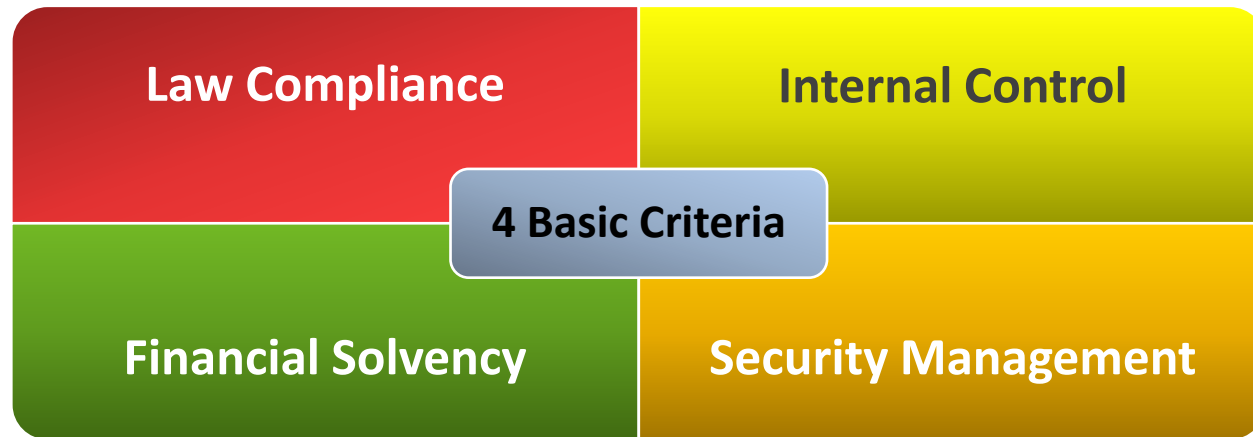 Law Compliance
Internal Control
4 Basic Criteria
Financial Solvency
Security Management